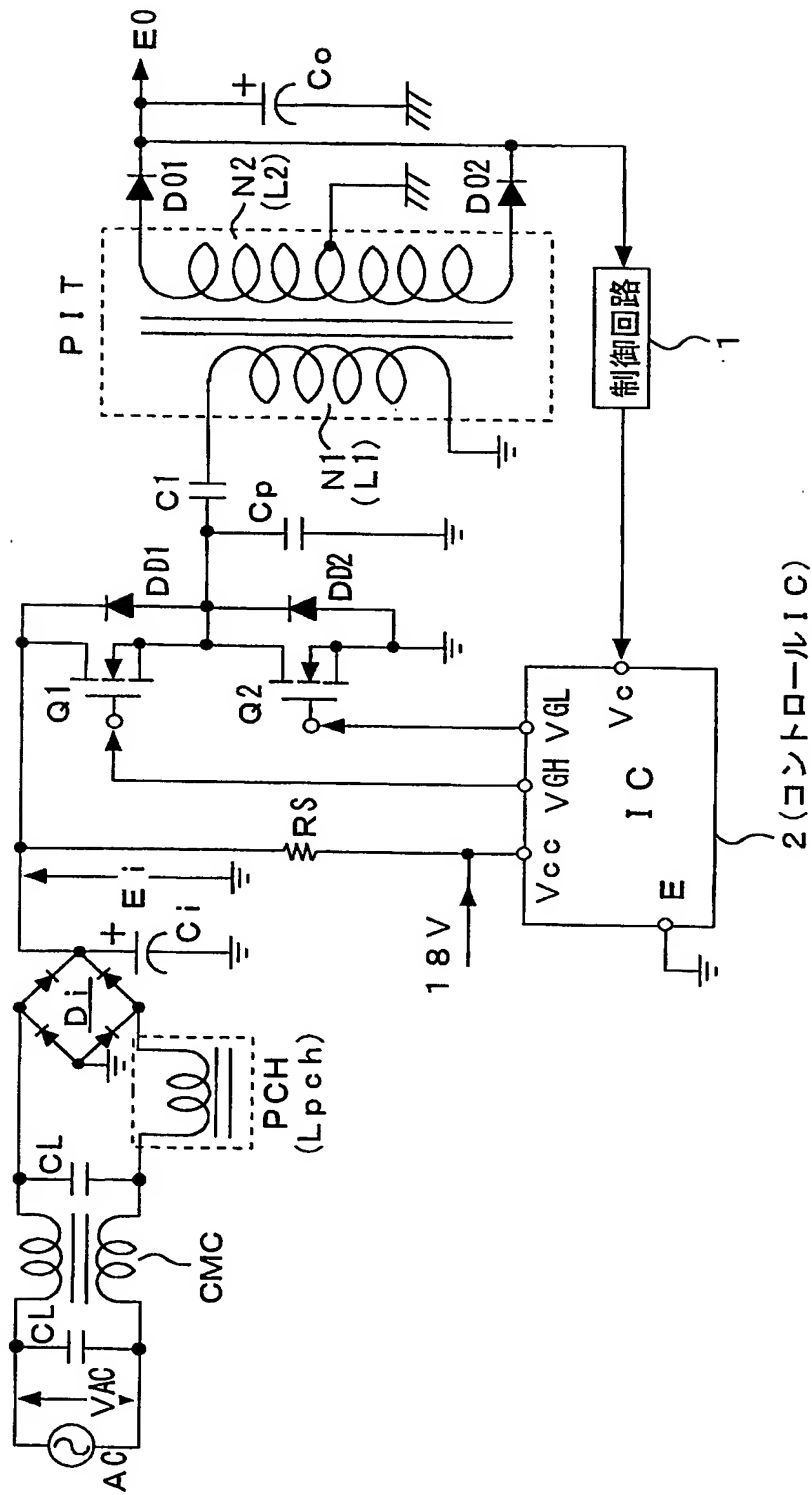 AC
VAC
CL
CL
CMC
PCH
(Lpch)
Di
Ci
+
Ei
RS
18V
Q1
Q2
DD1
DD2
Cp
C1
N1
(L1)
PIT
N2
(L2)
D01
D02
+
Co
E0
制御回路
1
Vcc
VGH
VGL
Vc
IC
E
2(コントロールIC)